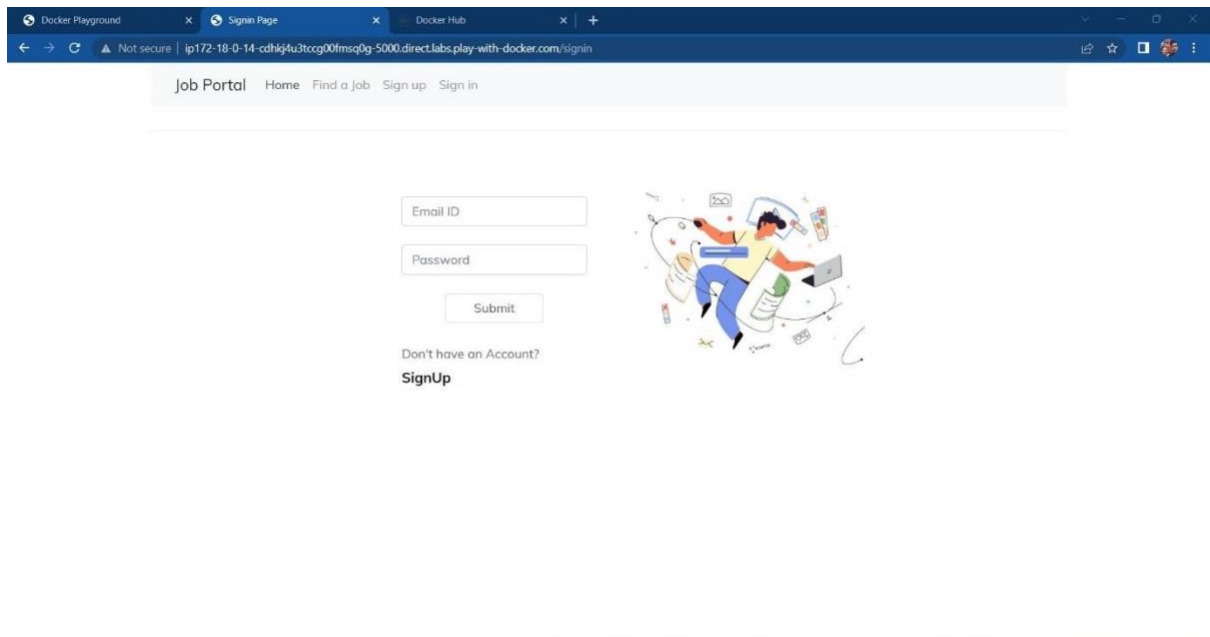 Docker Playground
Signin Page
Docker Hub
Not secure | ip172-18-0-14-cdhkj4u3tccg00fmsq0g-5000.direct.labs.play-with-docker.com/signin
Job Portal Home Find a Job Sign up Sign in
Email ID
Password
Submit
Don't have an Account?
SignUp